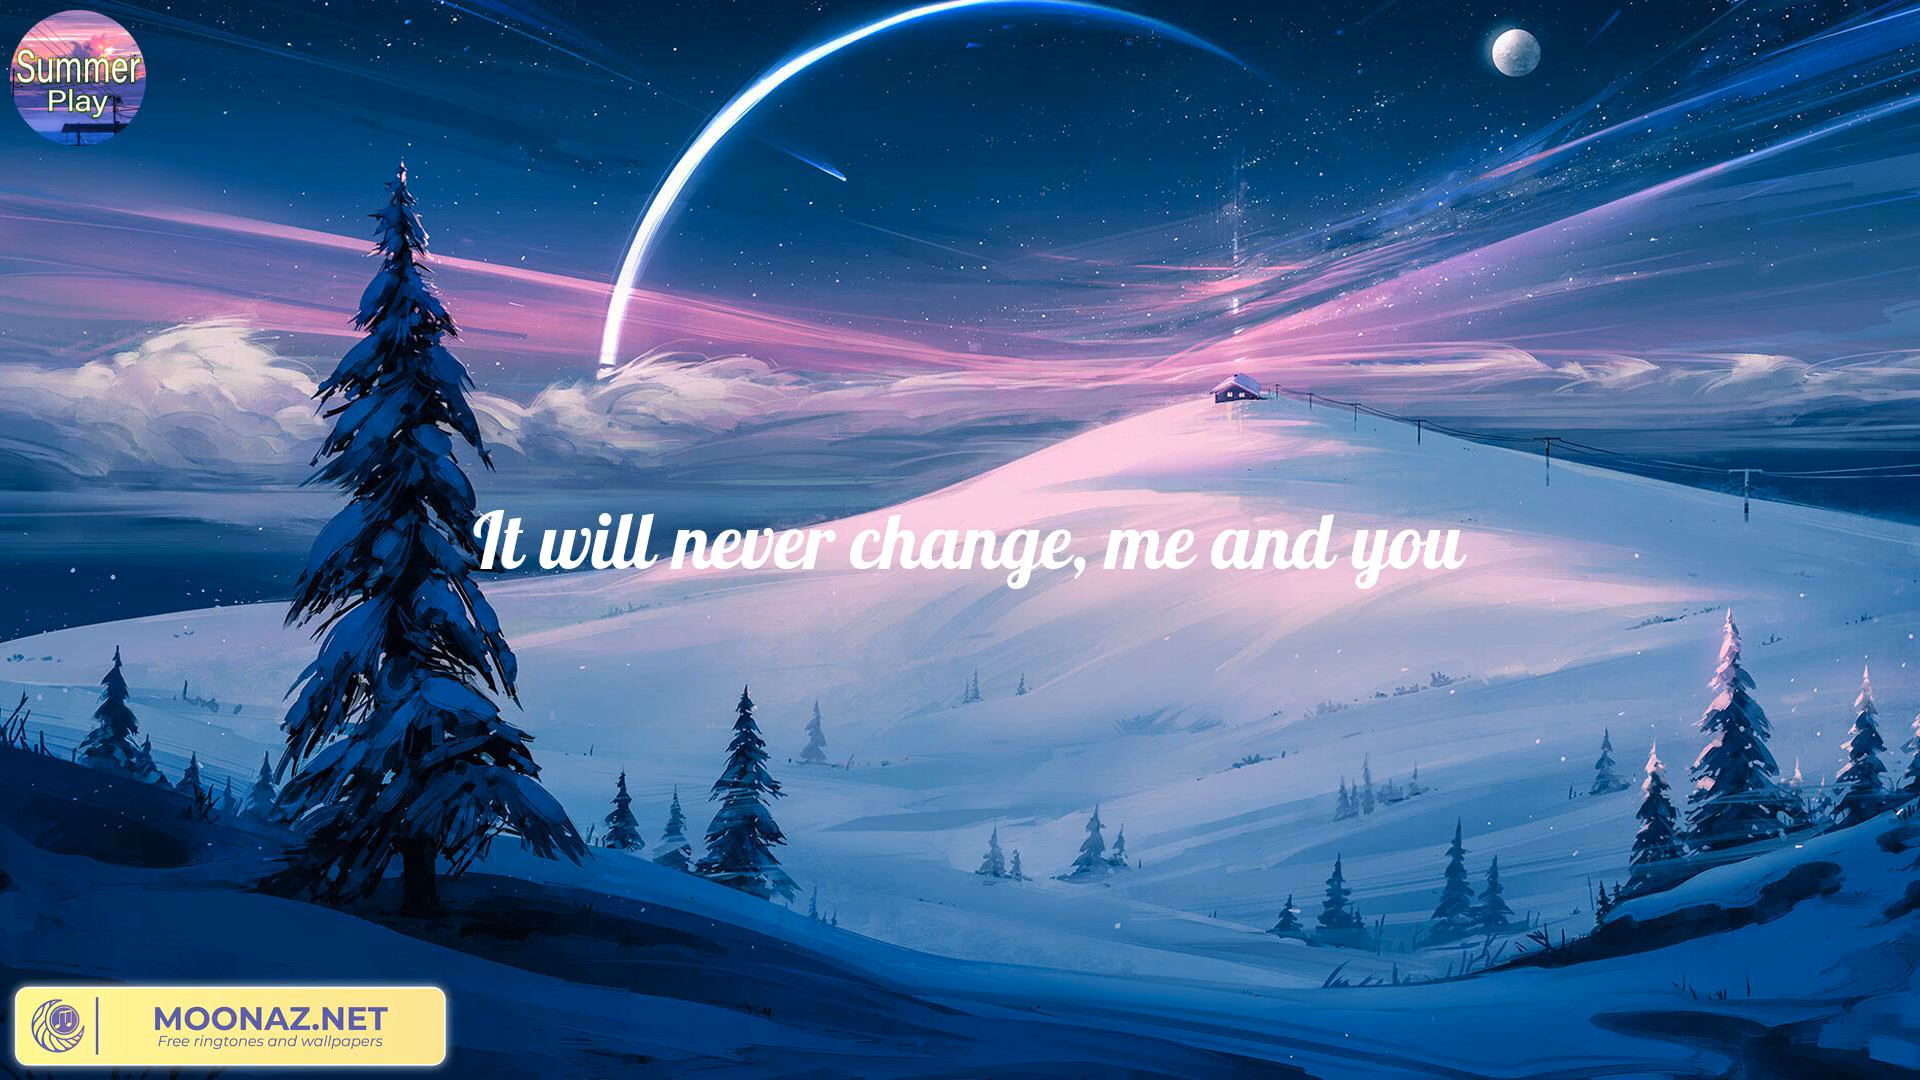 Summer
Play
It will never change, me and you
MOONAZ.NET
Free ringtones and wallpapers